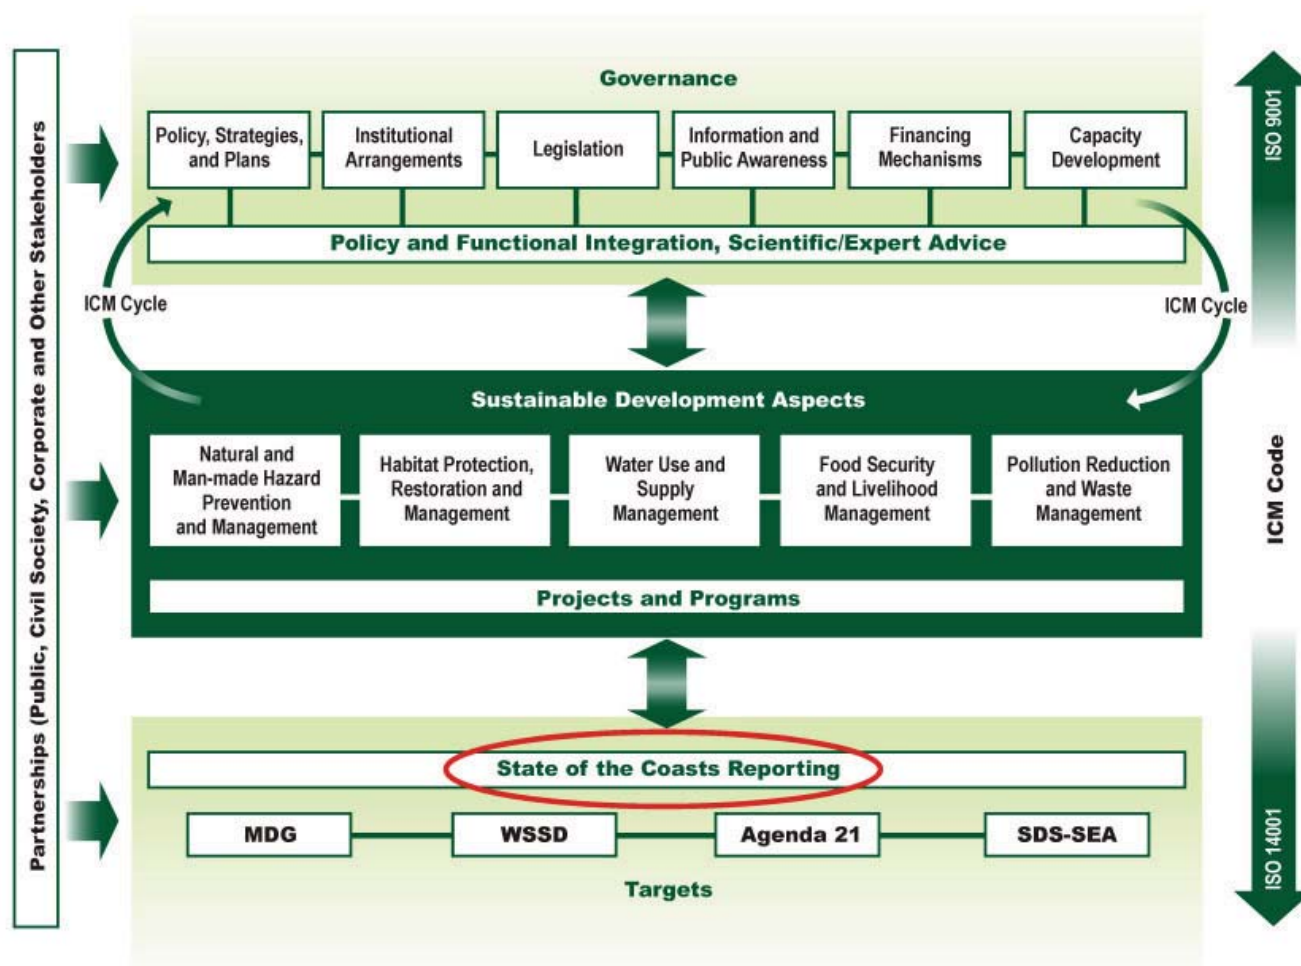 Partnerships (Public, Civil Society, Corporate and Other Stakeholders
Governance
Policy, Strategies,
and Plans
Institutional
Arrangements
Legislation
Information and
Public Awareness
Financing
Mechanisms
Capacity
Development
Policy and Functional Integration, Scientific/Expert Advice
ICM Cycle
ICM Cycle
Sustainable Development Aspects
Natural and
Man-made Hazard
Prevention
and Management
Habitat Protection,
Restoration and
Management
Water Use and
Supply
Management
Food Security
and Livelihood
Management
Pollution Reduction
and Waste
Management
Projects and Programs
State of the Coasts Reporting
MDG
WSSD
Agenda 21
SDS-SEA
Targets
ISO 9001
ICM Code
ISO 14001